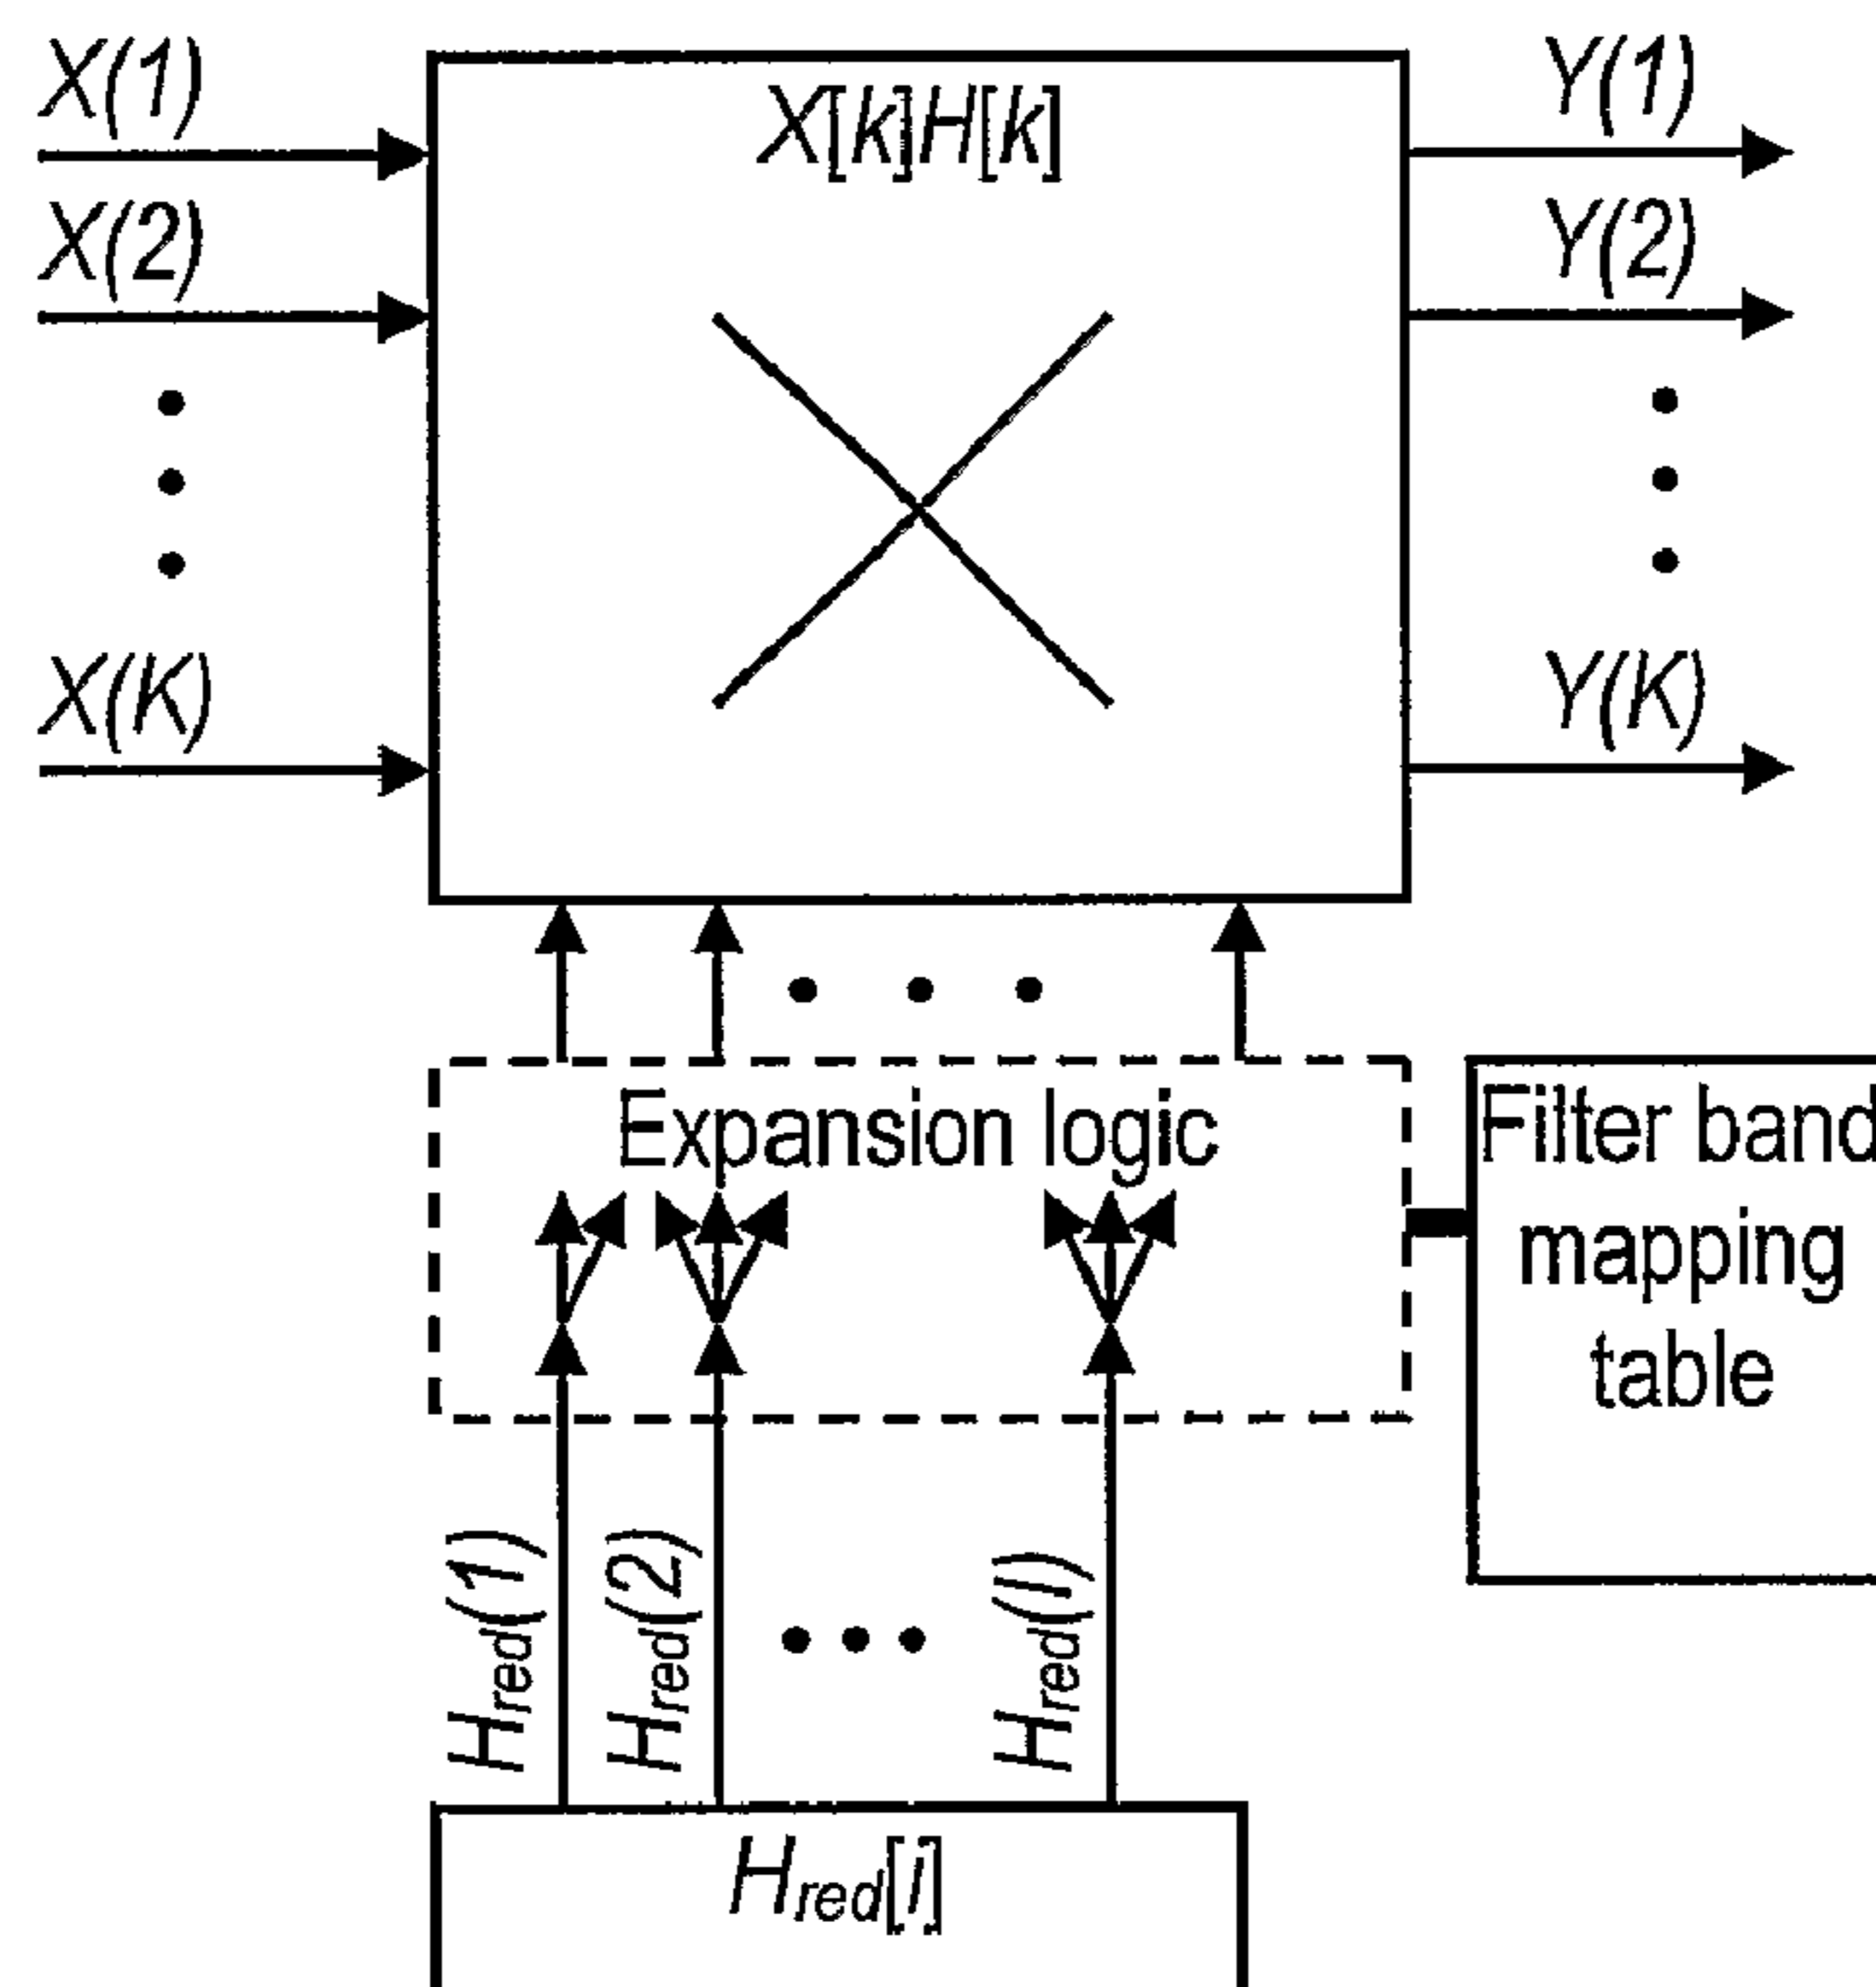 X(1)
X[k]H[k]
Y(1)
X(2)
Y(2)
X(K)
Y(K)
Expansion logic
Filter band
mapping
table
Hred(1)
Hred(2)
Hred(I)
Hred[i]